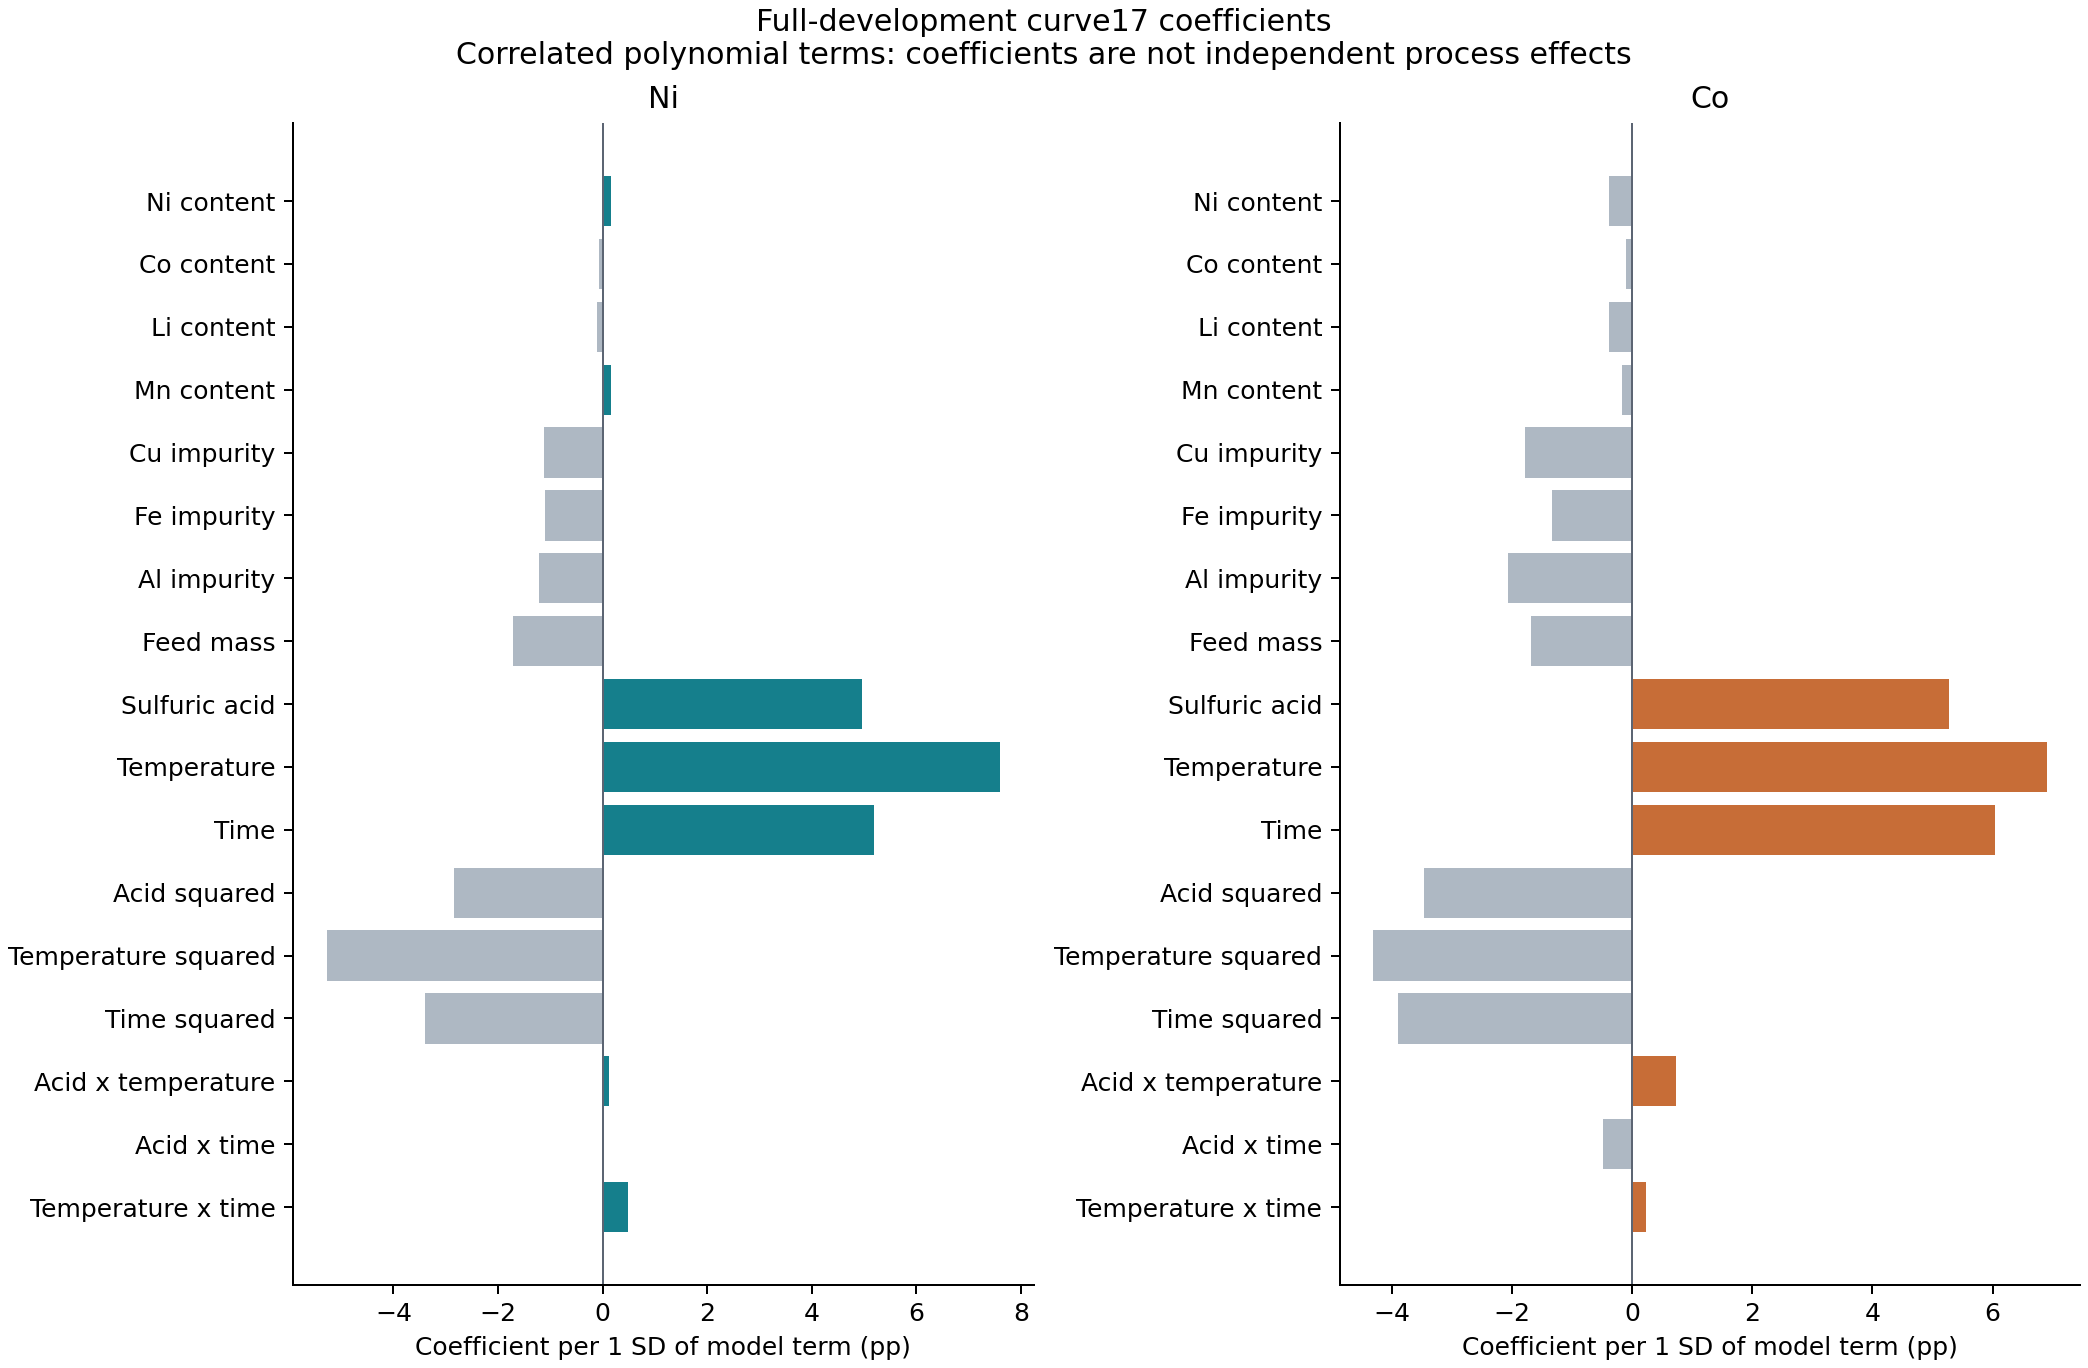 Full-development curve17 coefficients
Correlated polynomial terms: coefficients are not independent process effects
Ni
Ni content
Co content
Li content
Mn content
Cu impurity
Fe impurity
Al impurity
Feed mass
Sulfuric acid
Temperature
Time
Acid squared
Temperature squared
Time squared
Acid x temperature
Acid x time
Temperature x time
−4 −2 0 2 4 6 8
Coefficient per 1 SD of model term (pp)
Co
Ni content
Co content
Li content
Mn content
Cu impurity
Fe impurity
Al impurity
Feed mass
Sulfuric acid
Temperature
Time
Acid squared
Temperature squared
Time squared
Acid x temperature
Acid x time
Temperature x time
−4 −2 0 2 4 6
Coefficient per 1 SD of model term (pp)